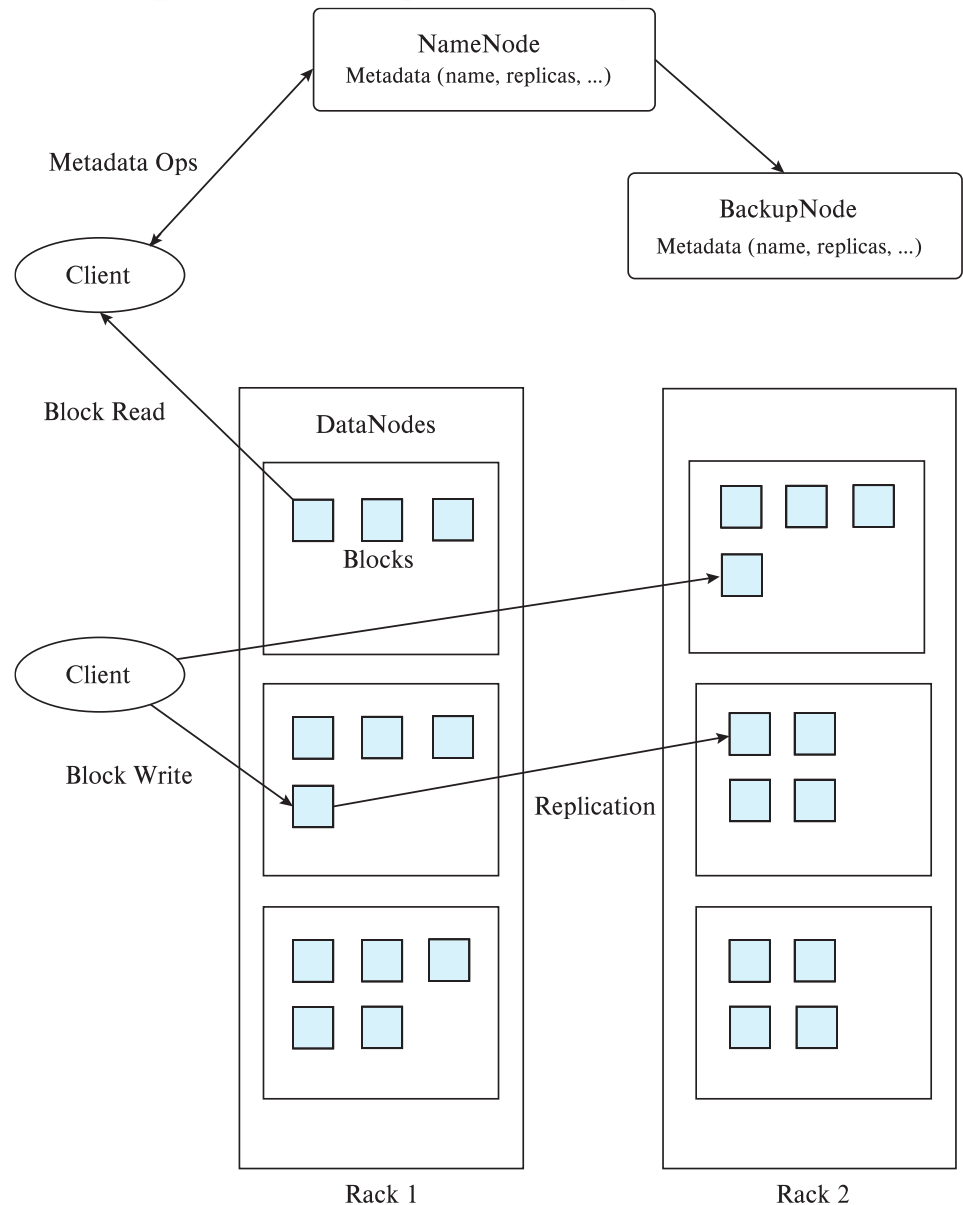 NameNode
Metadata (name, replicas, ...)
Metadata Ops
BackupNode
Metadata (name, replicas, ...)
Client
Block Read
DataNodes
Blocks
Client
Block Write
Replication
Rack 1
Rack 2